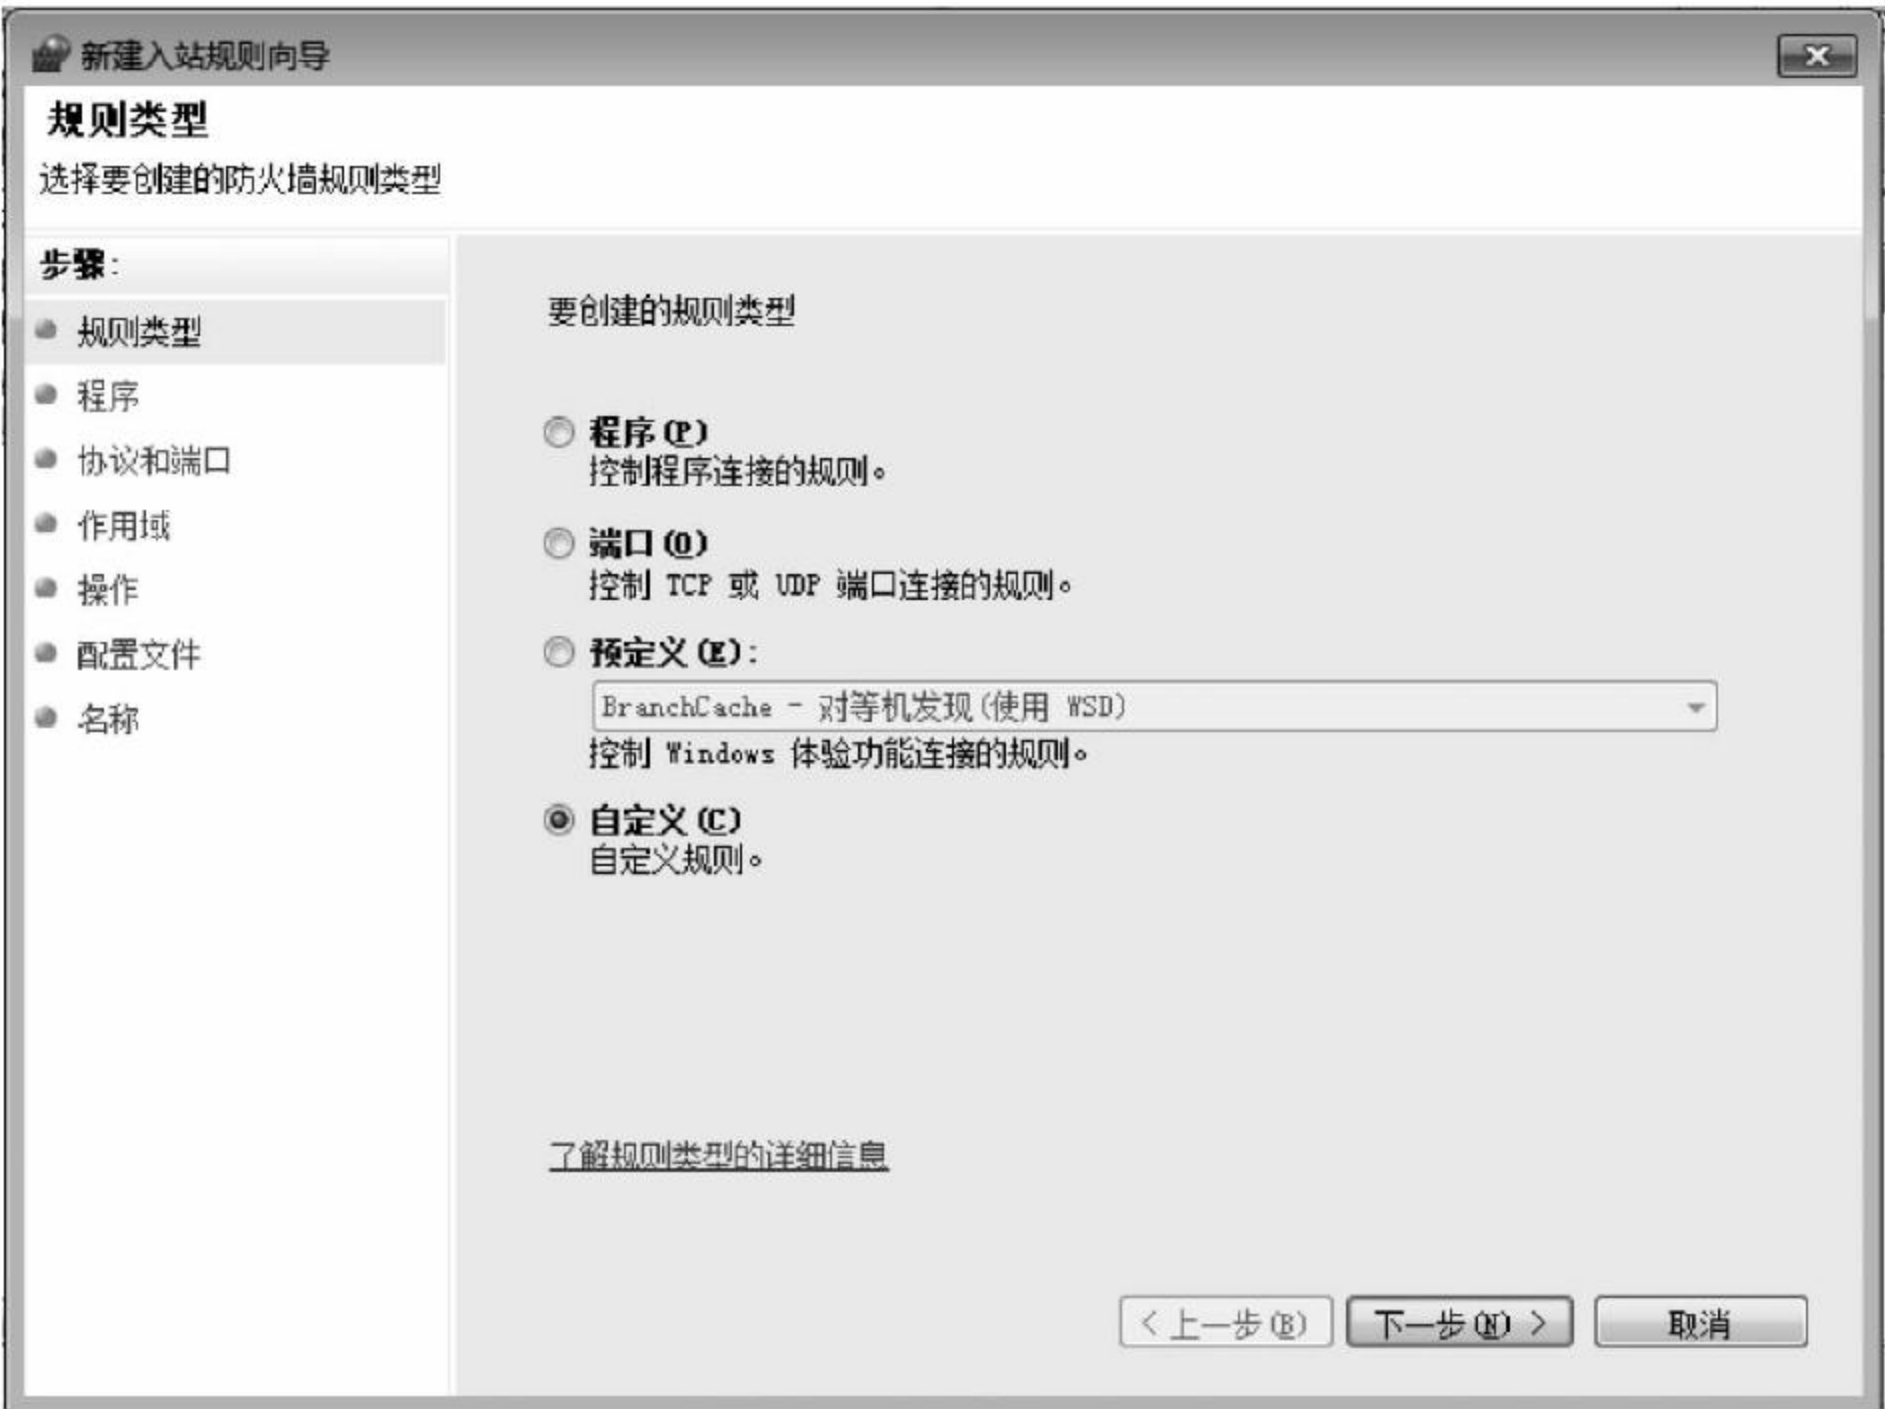 新建入站规则向导
规则类型
选择要创建的防火墙规则类型
步骤:
规则类型
程序
协议和端口
作用域
操作
配置文件
名称
要创建的规则类型
程序(P)
控制程序连接的规则。
端口(O)
控制 TCP 或 UDP 端口连接的规则。
预定义(E):
BranchCache - 对等机发现(使用 WSD)
控制 Windows 体验功能连接的规则。
自定义(C)
自定义规则。
了解规则类型的详细信息
< 上一步(B)
下一步(N) >
取消